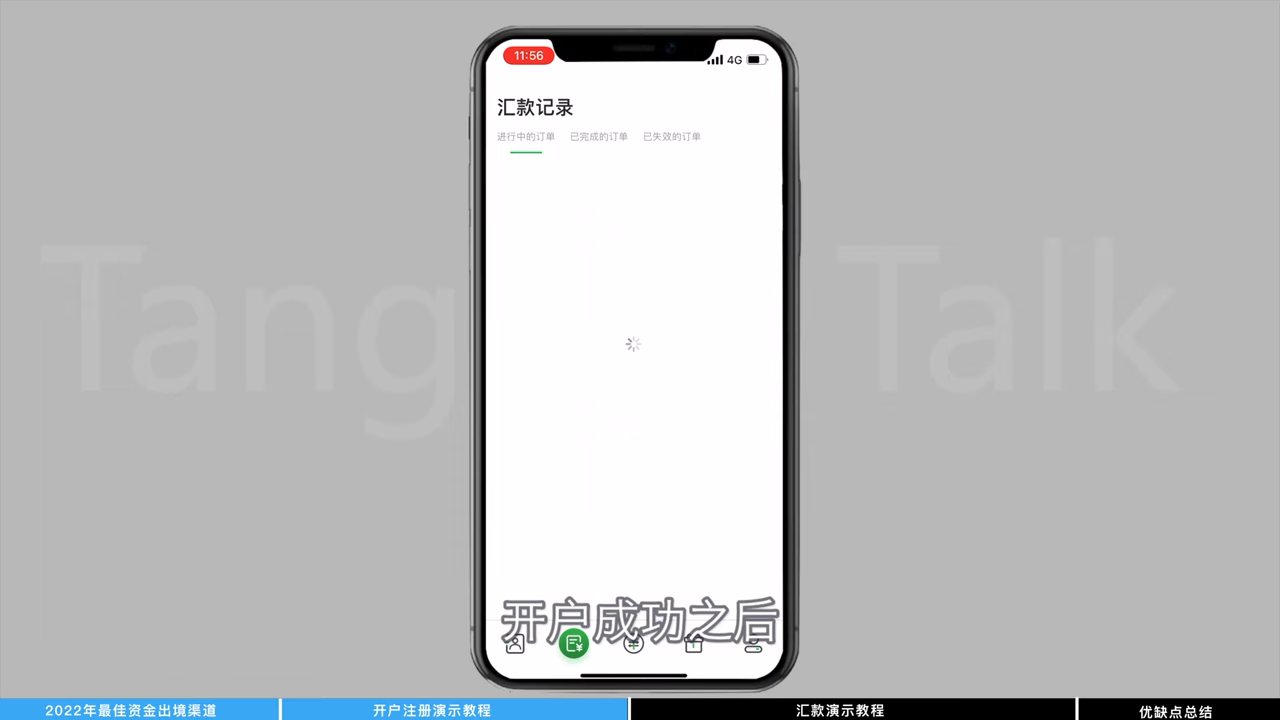 11:56
4G
汇款记录
进行中的订单 已完成的订单 已失效的订单
Tang Talk
开户成功之后
2022年最佳资金出境渠道 开户注册演示教程 汇款演示教程 优缺点总结